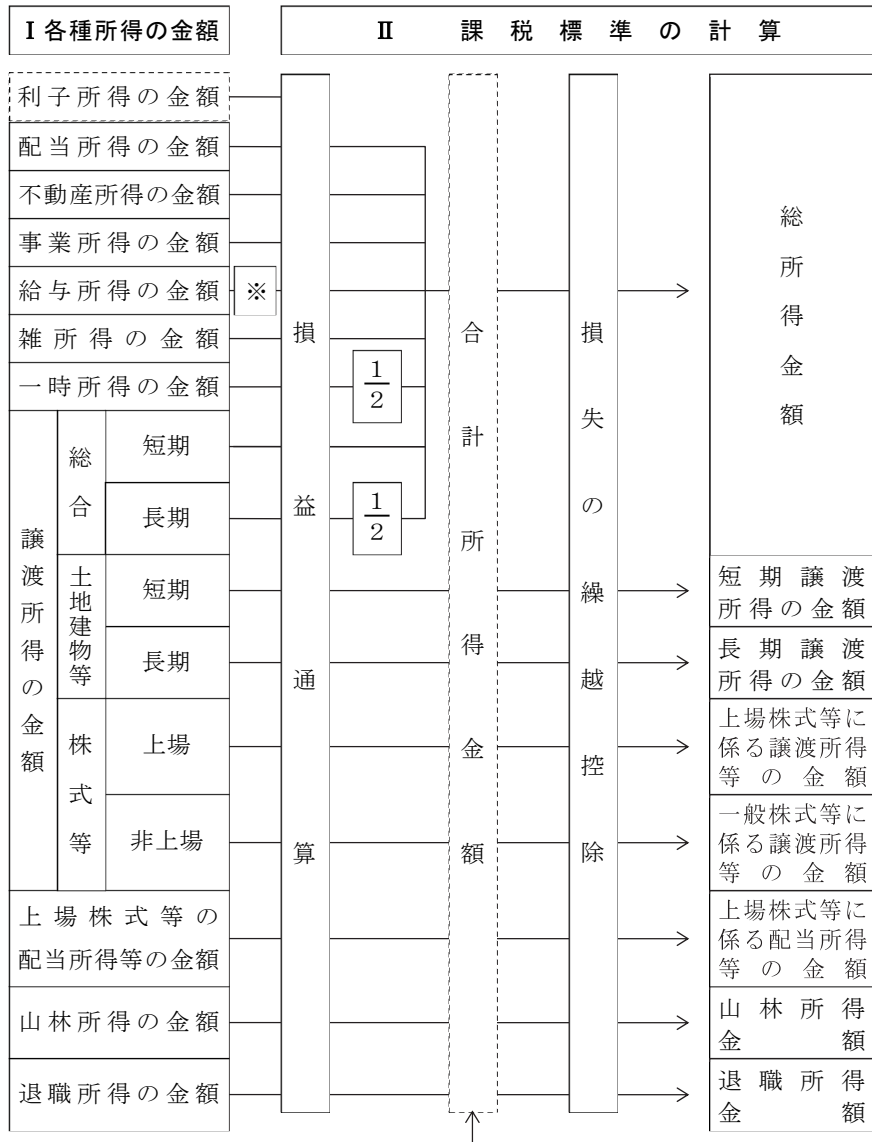 Ⅰ各種所得の金額
Ⅱ 課税標準の計算
利子所得の金額
配当所得の金額
不動産所得の金額
事業所得の金額
給与所得の金額
※
雑所得の金額
一時所得の金額
譲渡所得の金額
総合
短期
長期
土地建物等
短期
長期
株式等
上場
非上場
上場株式等の
配当所得等の金額
山林所得の金額
退職所得の金額
損益通算
1
2
1
2
合計所得金額
損失の繰越控除
総所得金額
短期譲渡
所得の金額
長期譲渡
所得の金額
上場株式等に
係る譲渡所得
等の金額
一般株式等に
係る譲渡所得
等の金額
上場株式等に
係る配当所得
等の金額
山林所得
金額
退職所得
金額